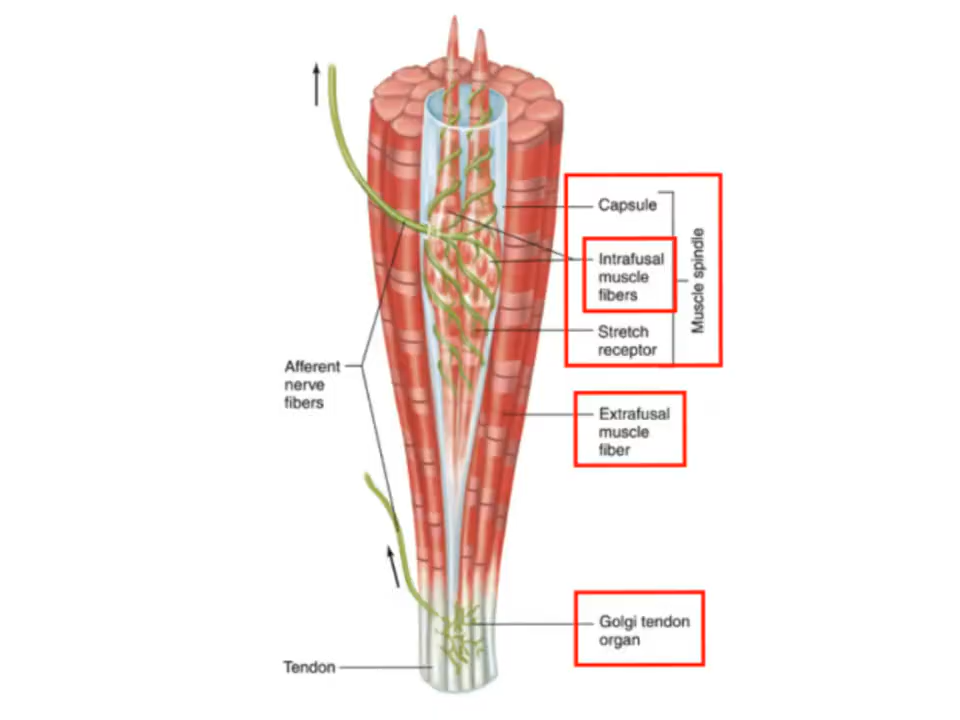 Capsule
Intrafusal
muscle
fibers
Stretch
receptor
Muscle spindle
Afferent
nerve
fibers
Extrafusal
muscle
fiber
Golgi tendon
organ
Tendon